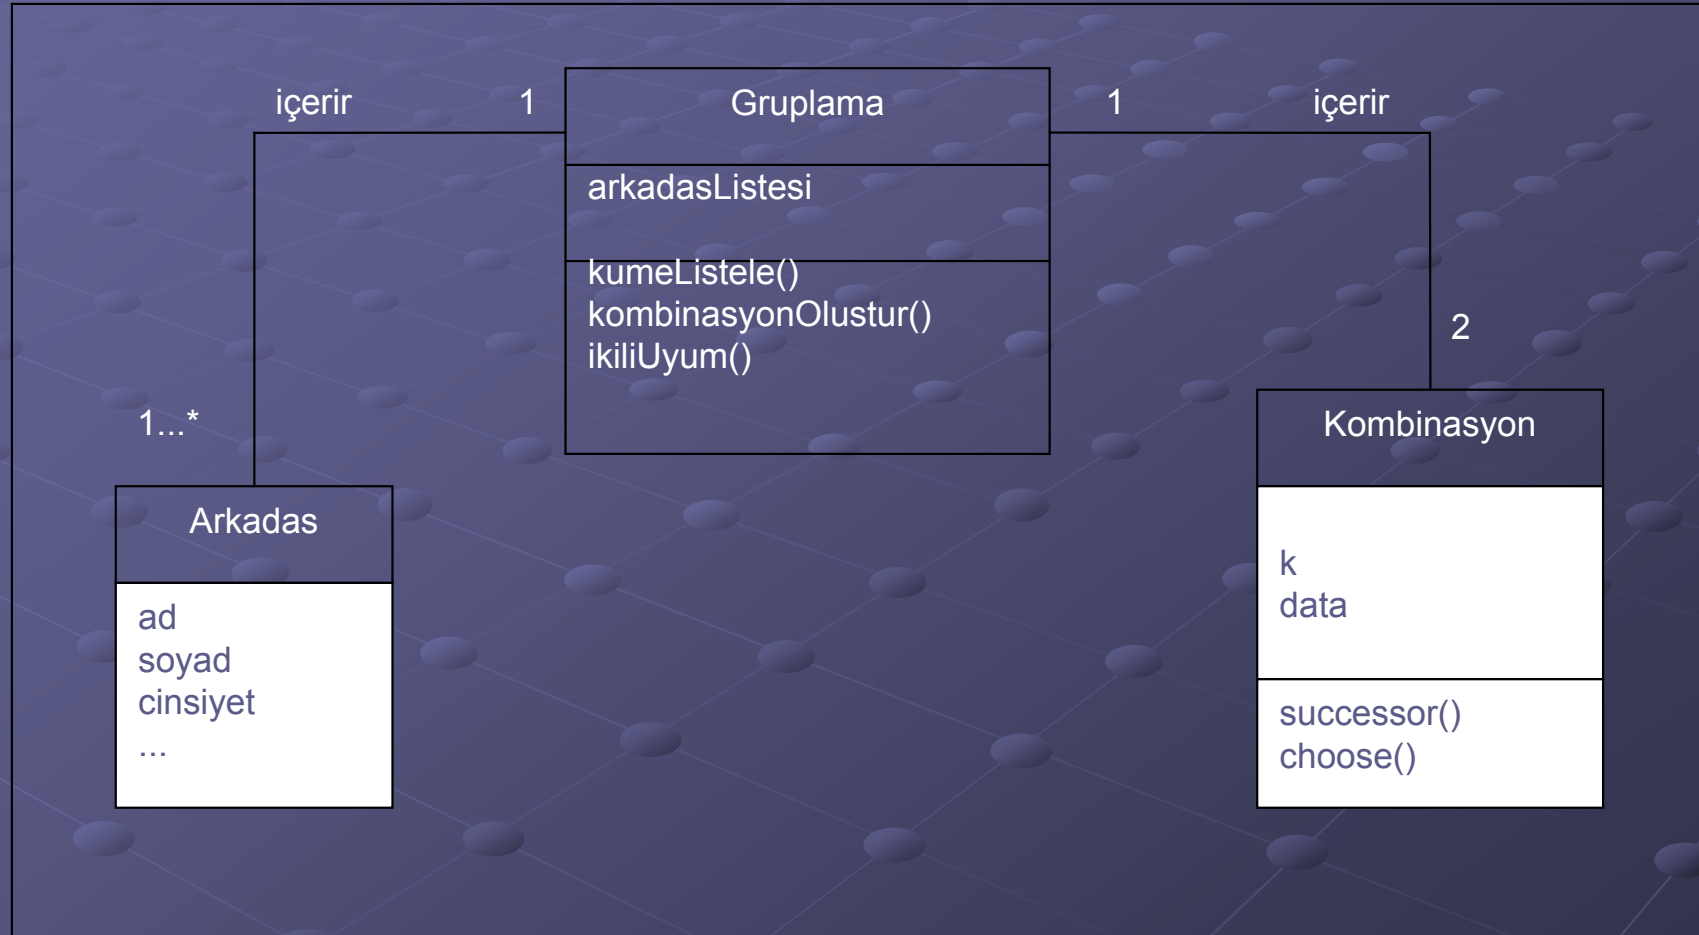 içerir 1
Gruplama
1 içerir
arkadasListesi
kumeListele()
kombinasyonOlustur()
ikiliUyum()
2
1...*
Kombinasyon
Arkadas
k
data
ad
soyad
cinsiyet
...
successor()
choose()